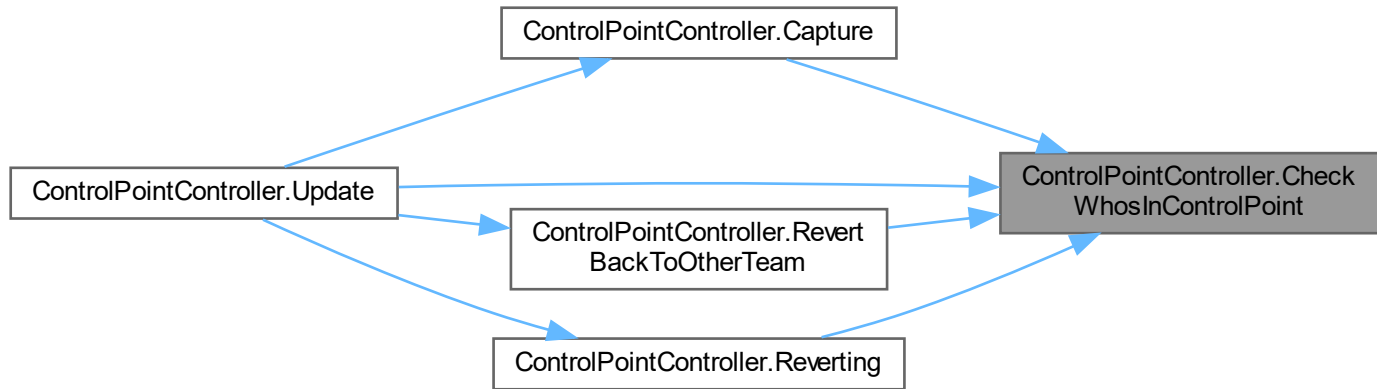 ControlPointController.Capture
ControlPointController.Update
ControlPointController.Check
WhosInControlPoint
ControlPointController.Revert
BackToOtherTeam
ControlPointController.Reverting